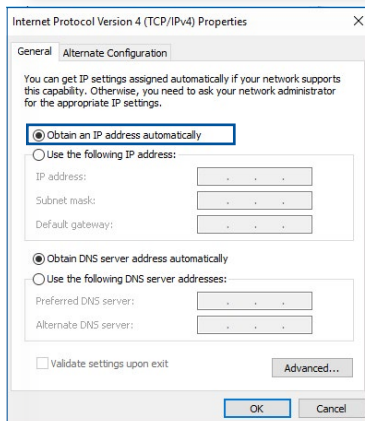 Internet Protocol Version 4 (TCP/IPv4) Properties
General
Alternate Configuration
You can get IP settings assigned automatically if your network supports
this capability. Otherwise, you need to ask your network administrator
for the appropriate IP settings.
Obtain an IP address automatically
Use the following IP address:
IP address:
Subnet mask:
Default gateway:
Obtain DNS server address automatically
Use the following DNS server addresses:
Preferred DNS server:
Alternate DNS server:
Validate settings upon exit
Advanced...
OK
Cancel